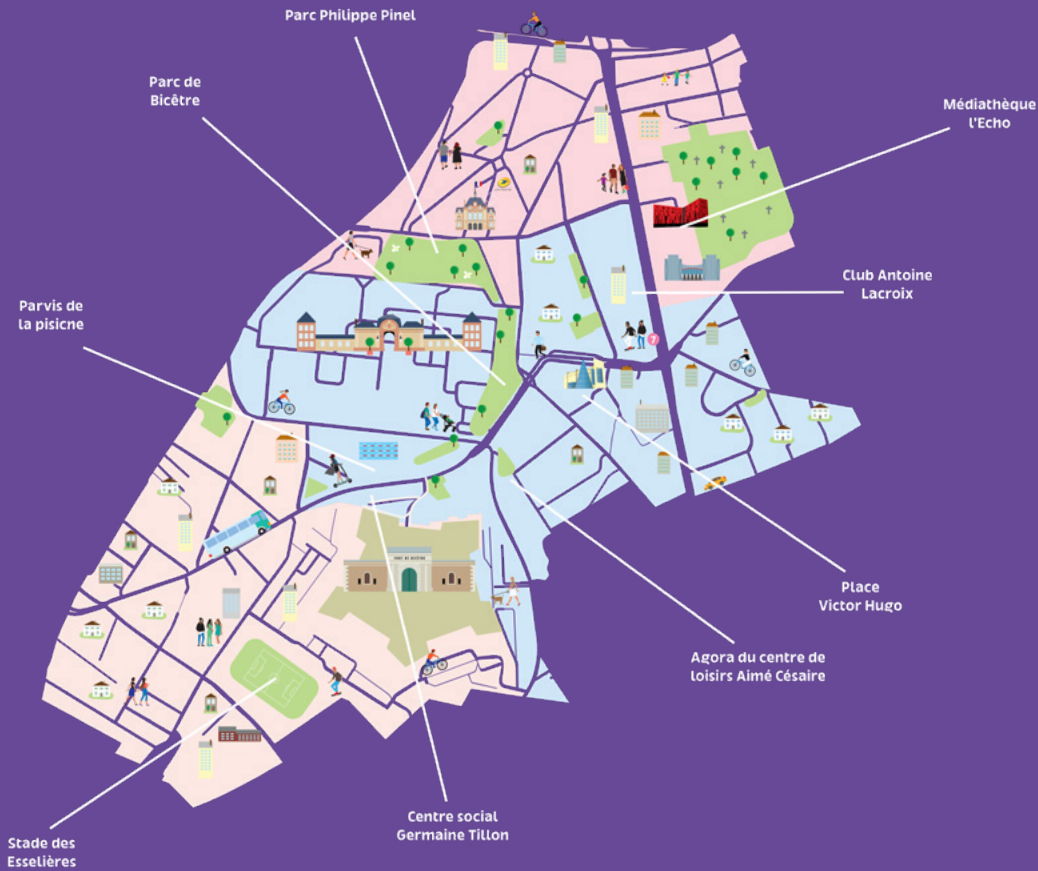 Parc Philippe Pinel
Parc de
Bicêtre
Médiathèque
l'Echo
Club Antoine
Lacroix
Parvis de
la pisicne
7
Place
Victor Hugo
Agora du centre de
loisirs Aimé Césaire
Centre social
Germaine Tillon
Stade des
Esselières